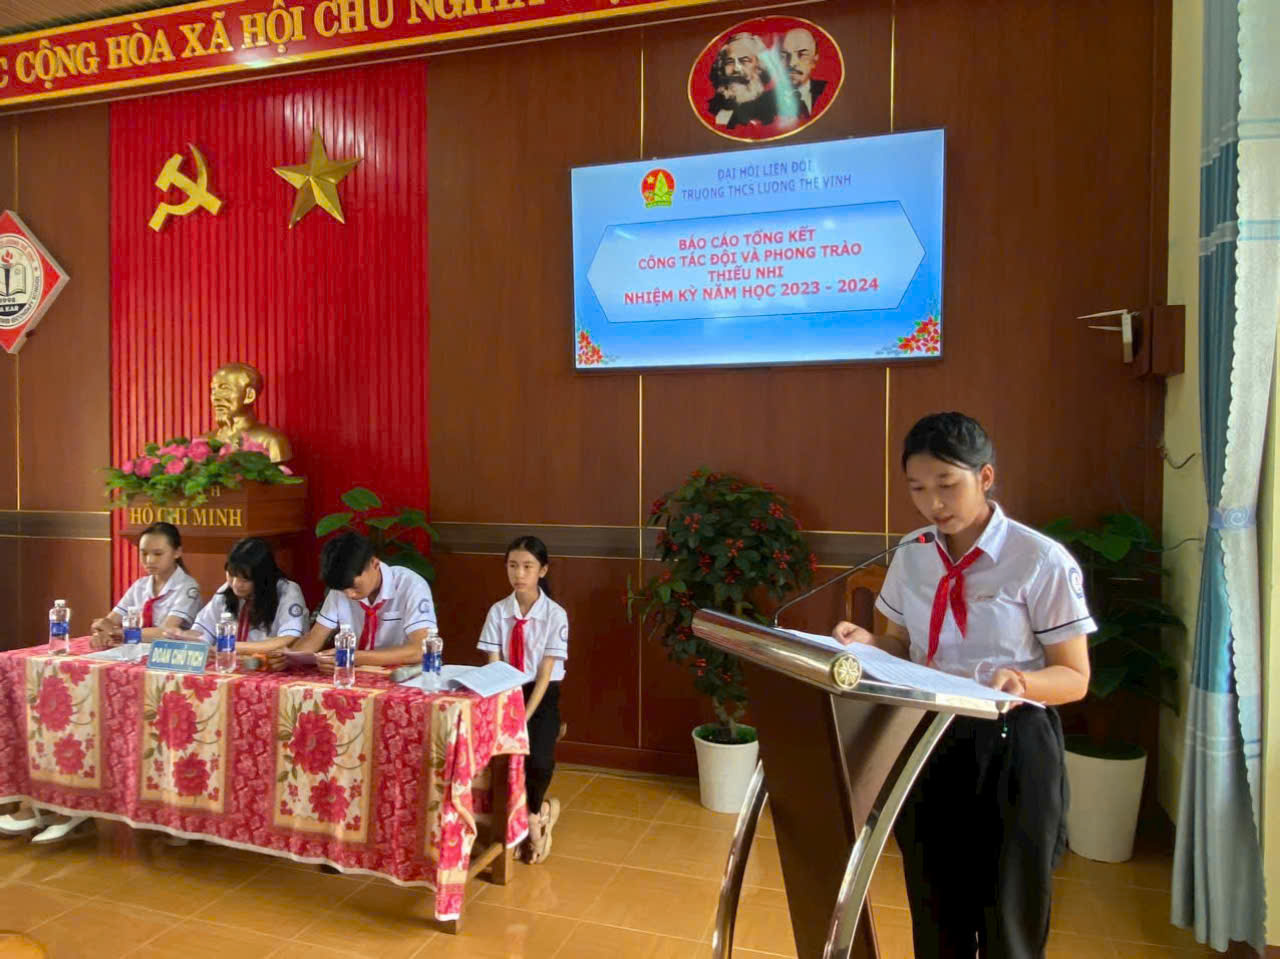 CỘNG HÒA XÃ HỘI CHỦ NGHĨA
ĐẠI HỘI LIÊN ĐỘI
TRƯỜNG THCS LƯƠNG THẾ VINH
BÁO CÁO TỔNG KẾT
CÔNG TÁC ĐỘI VÀ PHONG TRÀO
THIẾU NHI
NHIỆM KỲ NĂM HỌC 2023 - 2024
HỒ CHÍ MINH
ĐOÀN CHỦ TỊCH